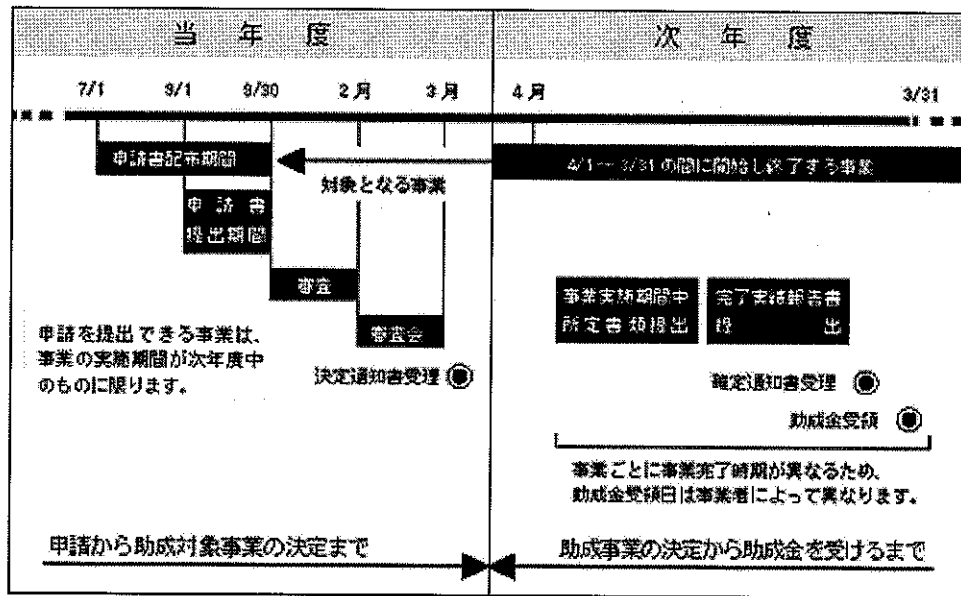 当年度
次年度
7/1
9/1
9/30
2月
3月
4月
3/31
申請書配布期間
4/1〜3/31の間に開始し終了する事業
対象となる事業
申請書
提出期間
審査
審査会
決定通知書受理
申請を提出できる事業は、
事業の実施期間が次年度中
のものに限ります。
事業実施期間中
所定書類提出
完了実績報告書
提出
確定通知書受理
助成金受領
事業ごとに事業完了時期が異なるため、
助成金受領日は事業者によって異なります。
申請から助成対象事業の決定まで
助成事業の決定から助成金を受けるまで